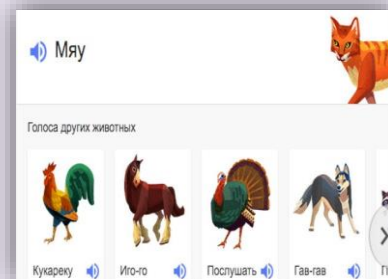 Мяу
Голоса других животных
Кукареку
Иго-го
Послушать
Гав-гав